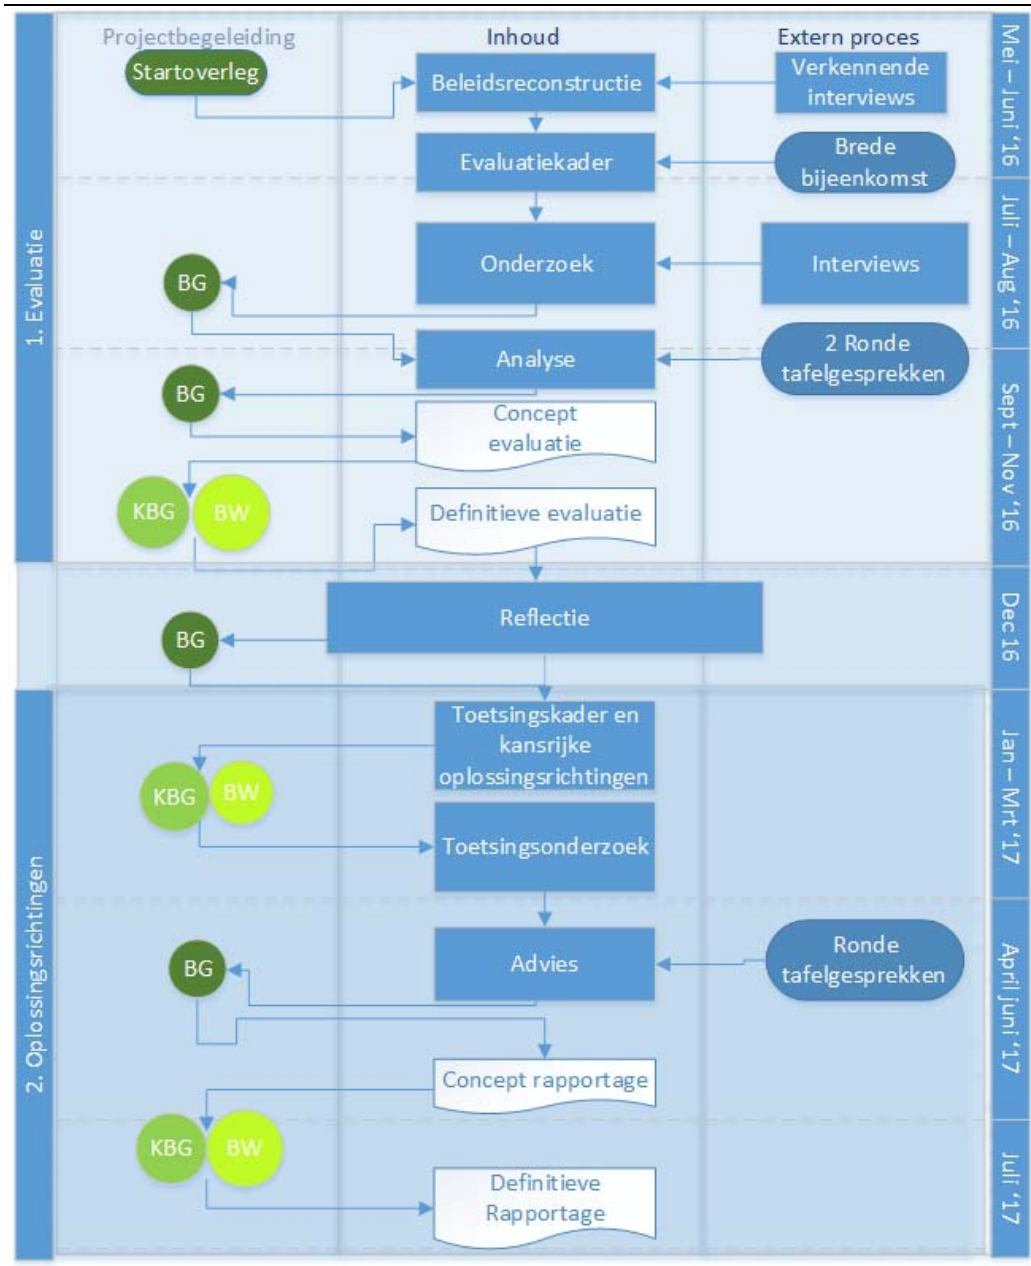 Projectbegeleiding
Inhoud
Extern proces
Mei – Juni ‘16
Startoverleg
Beleidsreconstructie
Verkennende
interviews
Evaluatiekader
Brede
bijeenkomst
1. Evaluatie
Juli – Aug ‘16
BG
Onderzoek
Interviews
Analyse
2 Ronde
tafelgesprekken
BG
Concept
evaluatie
Sept – Nov ‘16
KBG
BW
Definitieve evaluatie
Reflectie
BG
Dec 16
2. Oplossingsrichtingen
Toetsingskader en
kansrijke
oplossingsrichtingen
Jan – Mrt ‘17
KBG
BW
Toetsingsonderzoek
BG
Advies
Ronde
tafelgesprekken
April juni ‘17
Concept rapportage
KBG
BW
Definitieve
Rapportage
Juli ‘17